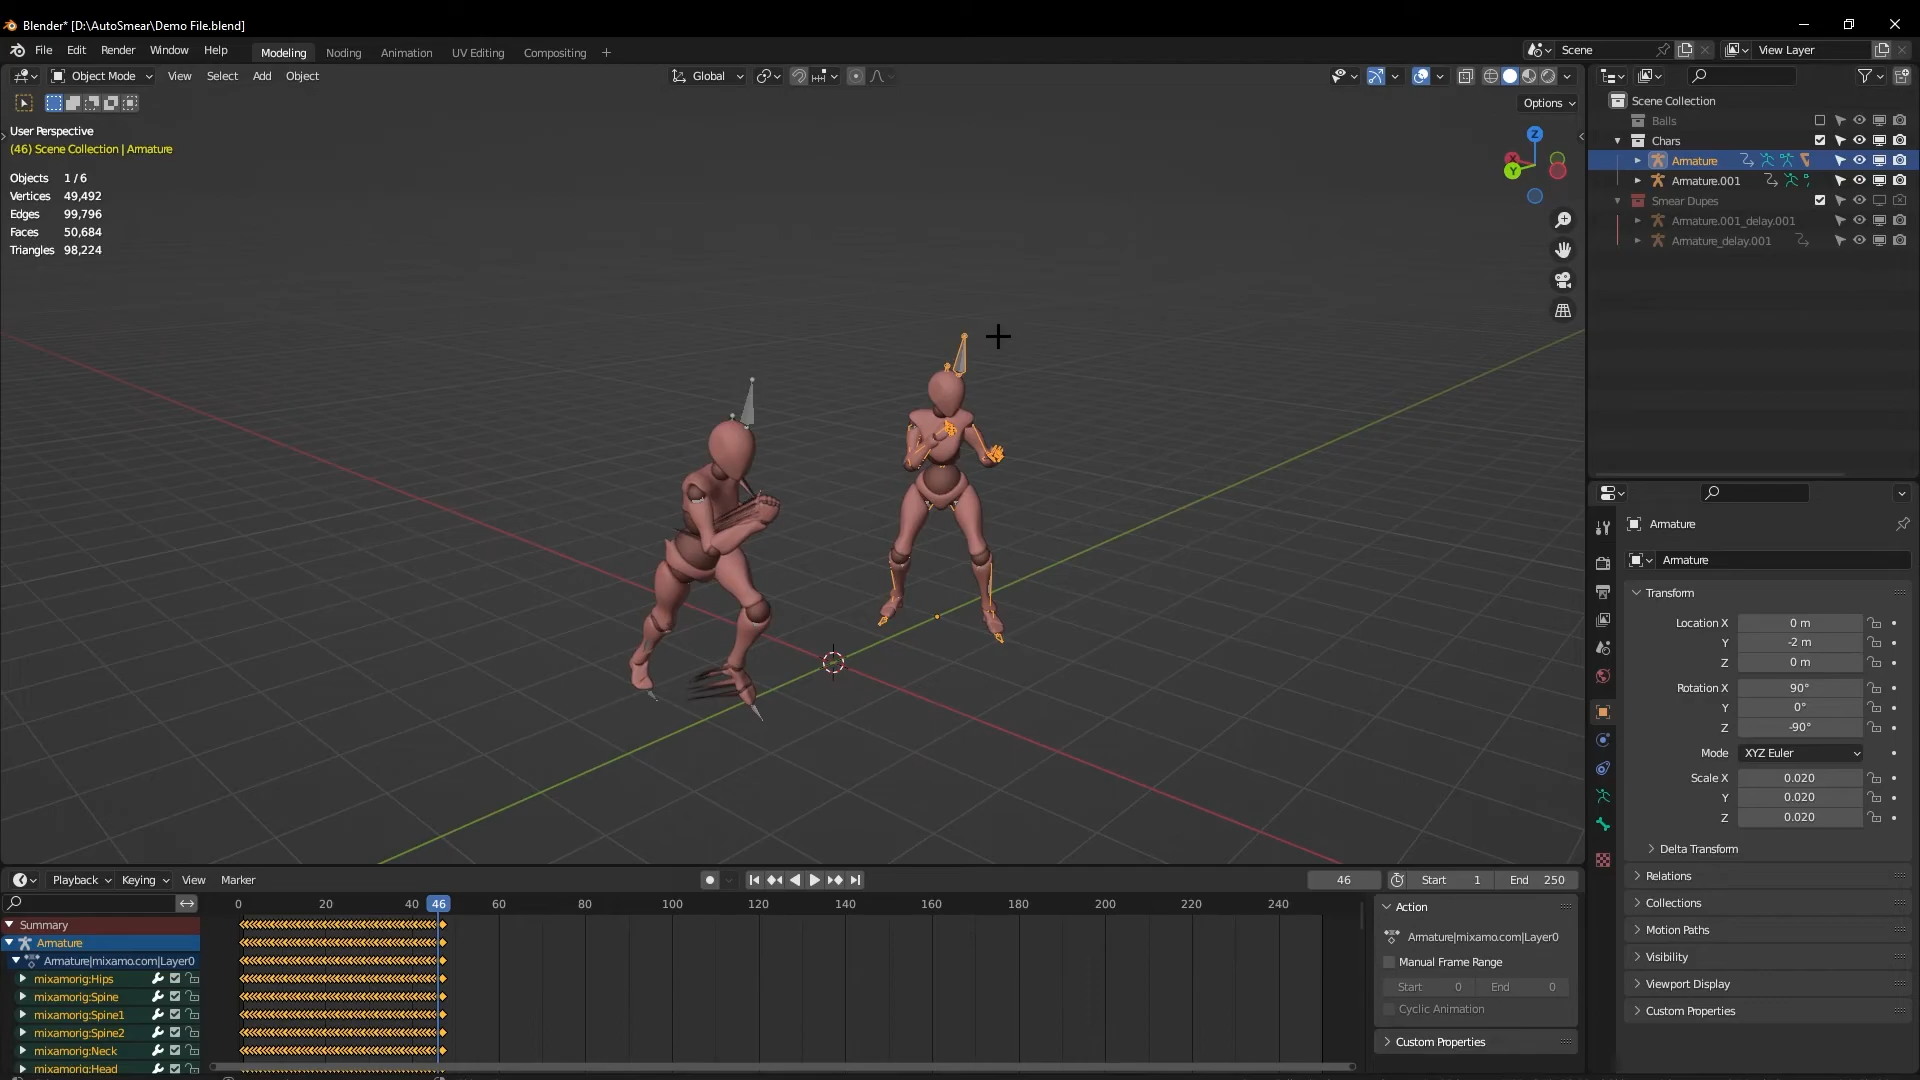 Blender* [D:\AutoSmear\Demo File.blend]
File Edit Render Window Help Modeling Noding Animation UV Editing Compositing + Scene View Layer
Object Mode View Select Add Object Global
Options
User Perspective
(46) Scene Collection | Armature
Objects 1/6
Vertices 49,492
Edges 99,796
Faces 50,684
Triangles 98,224
Z
Y
Scene Collection
Balls
Chars
Armature
Armature.001
Smear Dupes
Armature.001_delay.001
Armature_delay.001
Armature
Armature
Transform
Location X 0 m
Y -2 m
Z 0 m
Rotation X 90°
Y 0°
Z -90°
Mode XYZ Euler
Scale X 0.020
Y 0.020
Z 0.020
Delta Transform
Relations
Collections
Motion Paths
Visibility
Viewport Display
Custom Properties
Playback Keying View Marker 46 Start 1 End 250
0 20 40 46 60 80 100 120 140 160 180 200 220 240
Summary
Armature
Armature|mixamo.com|Layer0
mixamorig:Hips
mixamorig:Spine
mixamorig:Spine1
mixamorig:Spine2
mixamorig:Neck
mixamorig:Head
Action
Armature|mixamo.com|Layer0
Manual Frame Range
Start 0 End 0
Cyclic Animation
Custom Properties